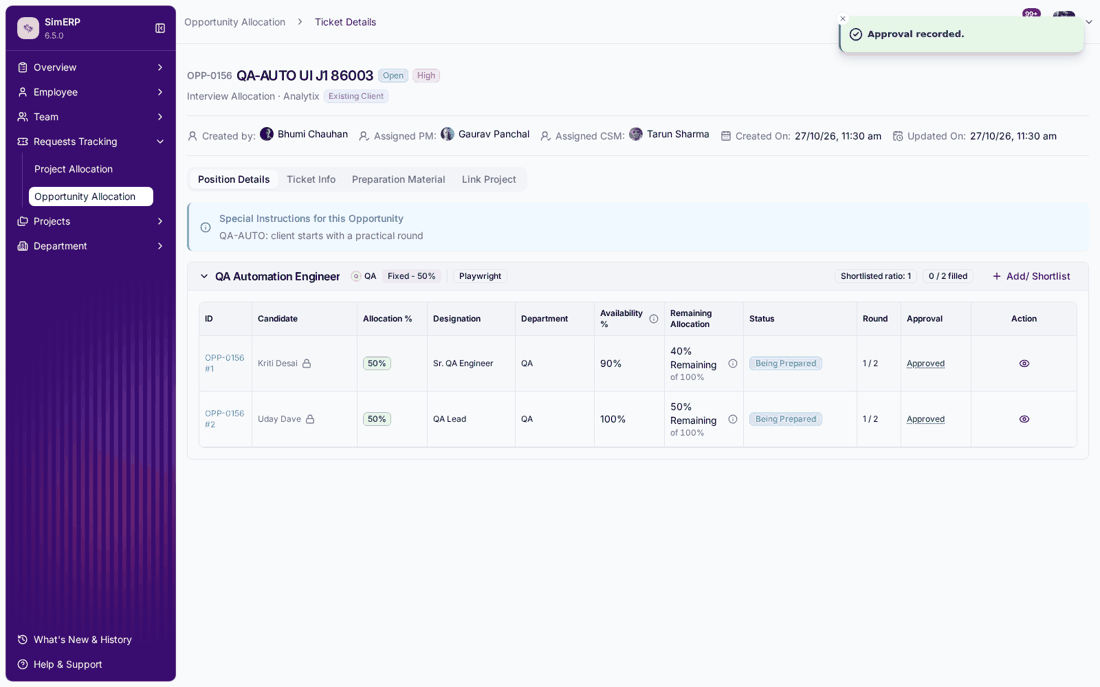 SimERP
6.5.0
Overview
Employee
Team
Requests Tracking
Project Allocation
Opportunity Allocation
Projects
Department
What's New & History
Help & Support
Opportunity Allocation > Ticket Details
99+
Approval recorded.
OPP-0156 QA-AUTO UI J1 86003 Open High
Interview Allocation · Analytix Existing Client
Created by: Bhumi Chauhan Assigned PM: Gaurav Panchal Assigned CSM: Tarun Sharma Created On: 27/10/26, 11:30 am Updated On: 27/10/26, 11:30 am
Position Details Ticket Info Preparation Material Link Project
Special Instructions for this Opportunity
QA-AUTO: client starts with a practical round
QA Automation Engineer Q QA Fixed - 50% Playwright Shortlisted ratio: 1 0 / 2 filled + Add/ Shortlist
ID Candidate Allocation % Designation Department Availability % Remaining Allocation Status Round Approval Action
OPP-0156 #1 Kriti Desai 50% Sr. QA Engineer QA 90% 40% Remaining of 100% Being Prepared 1 / 2 Approved
OPP-0156 #2 Uday Dave 50% QA Lead QA 100% 50% Remaining of 100% Being Prepared 1 / 2 Approved